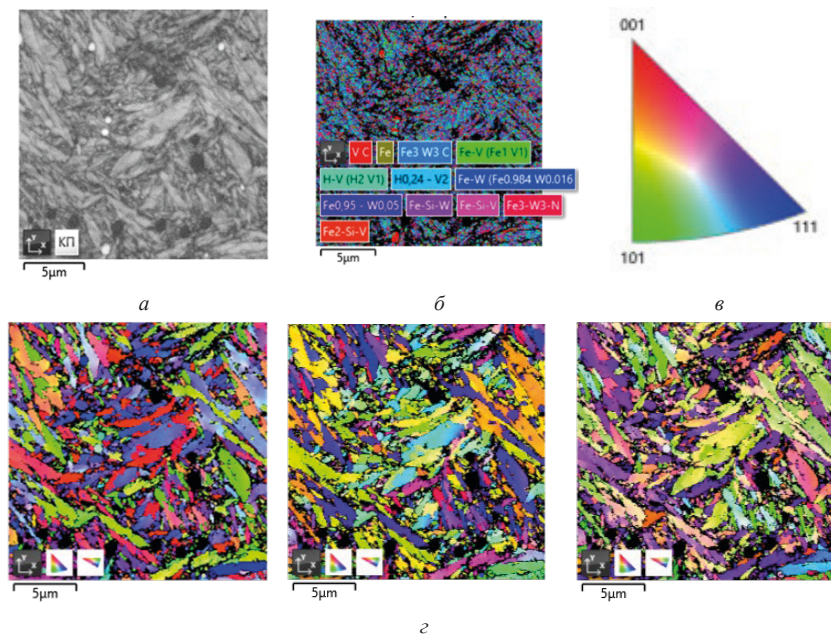 001
V C Fe Fe3 W3 C Fe-V (Fe1 V1)
H-V (H2 V1) H0,24 - V2 Fe-W (Fe0.984 W0.016
Fe0,95 - W0,05 Fe-Si-W Fe-Si-V Fe3-W3-N
Fe2-Si-V
Y X КП
5µm
5µm
101
111
а
б
в
Y X
5µm
Y X
5µm
Y X
5µm
г